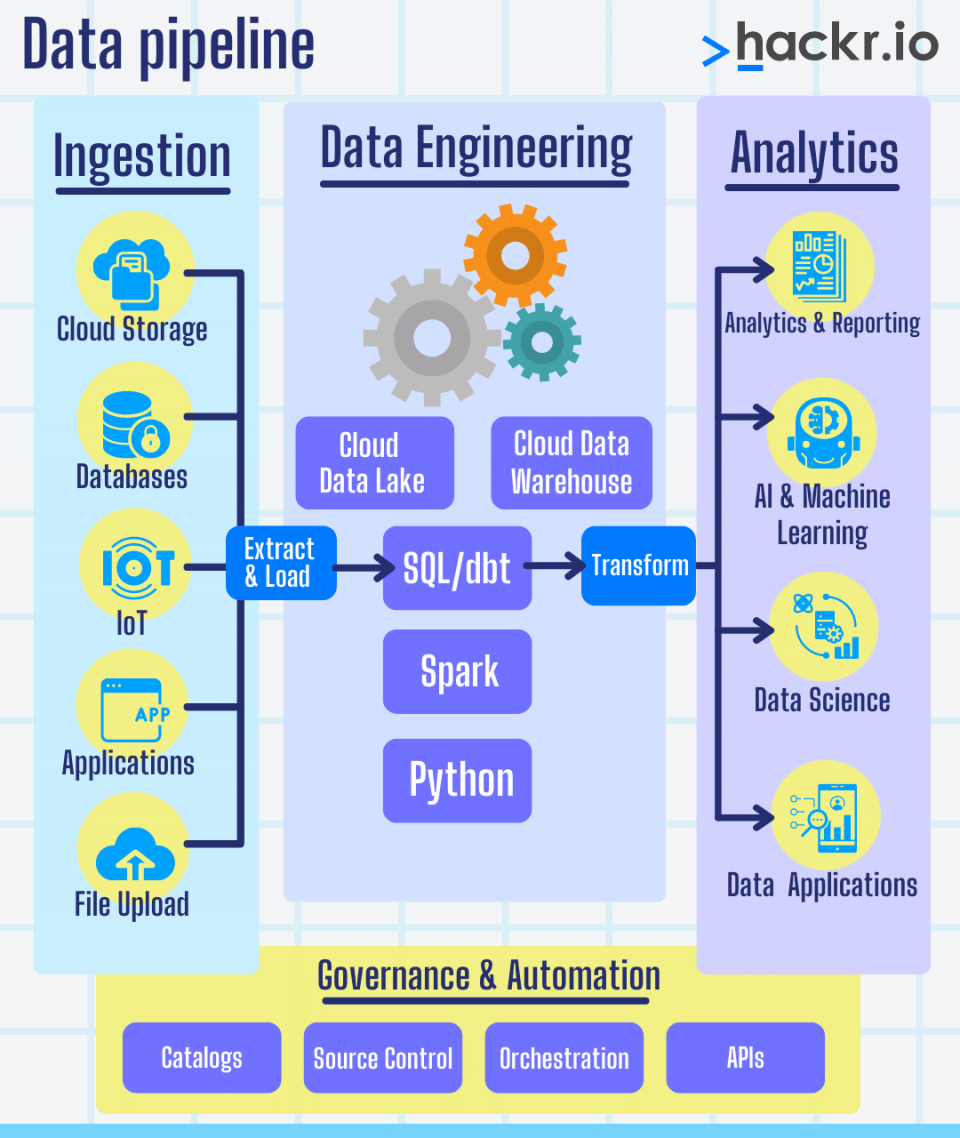 Data pipeline
>hackr.io
Ingestion
Cloud Storage
Databases
IOT
IoT
APP
Applications
File Upload
Extract
& Load
Data Engineering
Cloud
Data Lake
Cloud Data
Warehouse
SQL/dbt
Spark
Python
Transform
Analytics
Analytics & Reporting
AI & Machine
Learning
Data Science
Data Applications
Governance & Automation
Catalogs
Source Control
Orchestration
APIs